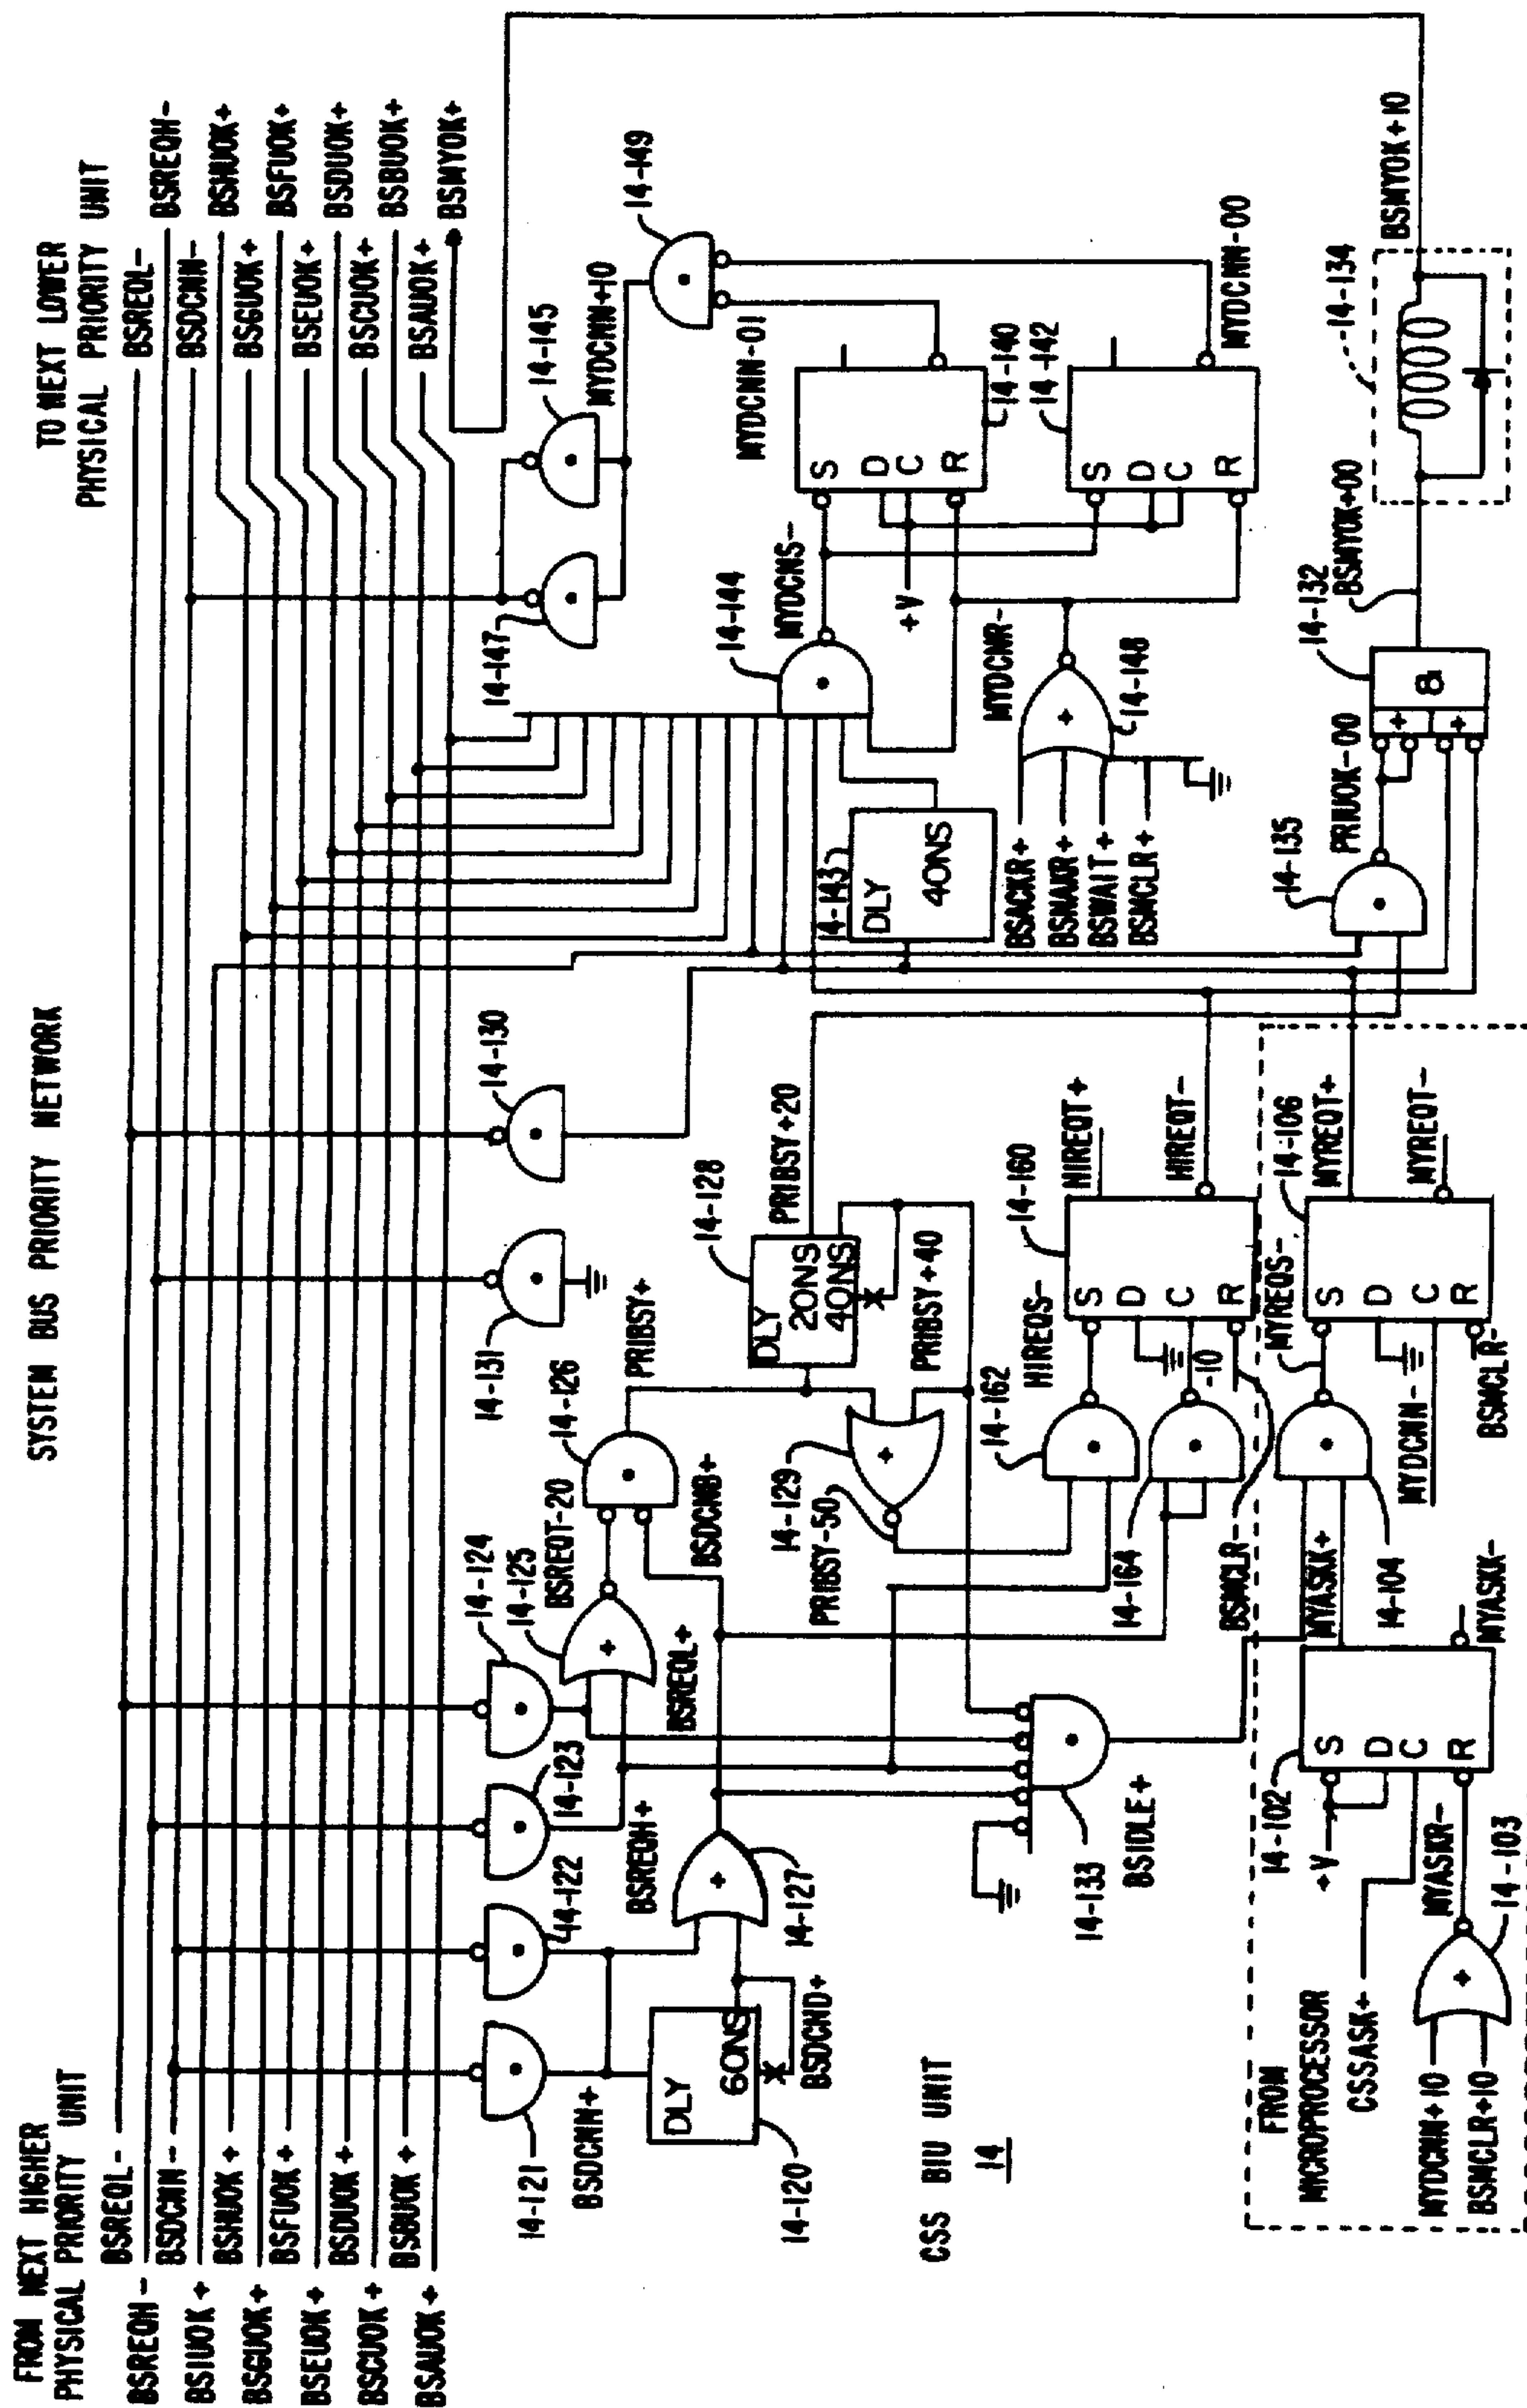 SYSTEM BUS PRIORITY NETWORK
FROM NEXT HIGHER
PHYSICAL PRIORITY UNIT
BSREQL-
BSREQH-
BSDCNN-
BSIUOK+
BSHUOK+
BSGUOK+
BSFUOK+
BSEUOK+
BSDUOK+
BSCUOK+
BSBUOK+
BSAUOK+
TO NEXT LOWER
PHYSICAL PRIORITY UNIT
BSREQL-
BSREQH-
BSDCNN-
BSHUOK+
BSGUOK+
BSFUOK+
BSEUOK+
BSDUOK+
BSCUOK+
BSBUOK+
BSAUOK+
BSMYOK+
14-121
14-122
14-123
14-124
14-125
BSREQT-20
14-126
14-131
14-130
14-147
14-145
MYDCNN+10
14-149
BSDCNN+
DLY
60NS
14-120
BSDCND+
BSREQH+
14-127
BSREQL+
BSDCNB+
PRIBSY+
DLY
20NS
40NS
14-128
PRIBSY+20
PRIBSY+40
14-129
PRIBSY-50
14-144
MYDCNS-
MYDCNN-01
S
D
C
R
14-140
14-142
S
D
C
R
MYDCNN-00
+V
DLY
40NS
14-143
MYDCNR-
14-148
BSACKR+
BSNAKR+
BSWAIT+
BSMCLR+
CSS BIU UNIT
14
14-133
BSIDLE+
14-162
HIREQS-
14-164
-10
BSMCLR-
S
D
C
R
14-160
HIREQT+
HIREQT-
14-135
PRIUOK-00
+
+
&
14-132
BSMYOK+00
14-134
BSMYOK+10
FROM
MICROPROCESSOR
CSSASK+
MYDCNN+10
BSMCLR+10
14-103
MYASKR-
14-102
+V
S
D
C
R
MYASKK+
MYASKK-
14-104
MYREQS-
MYDCNN-
BSMCLR-
S
D
C
R
14-106
MYREQT+
MYREQT-